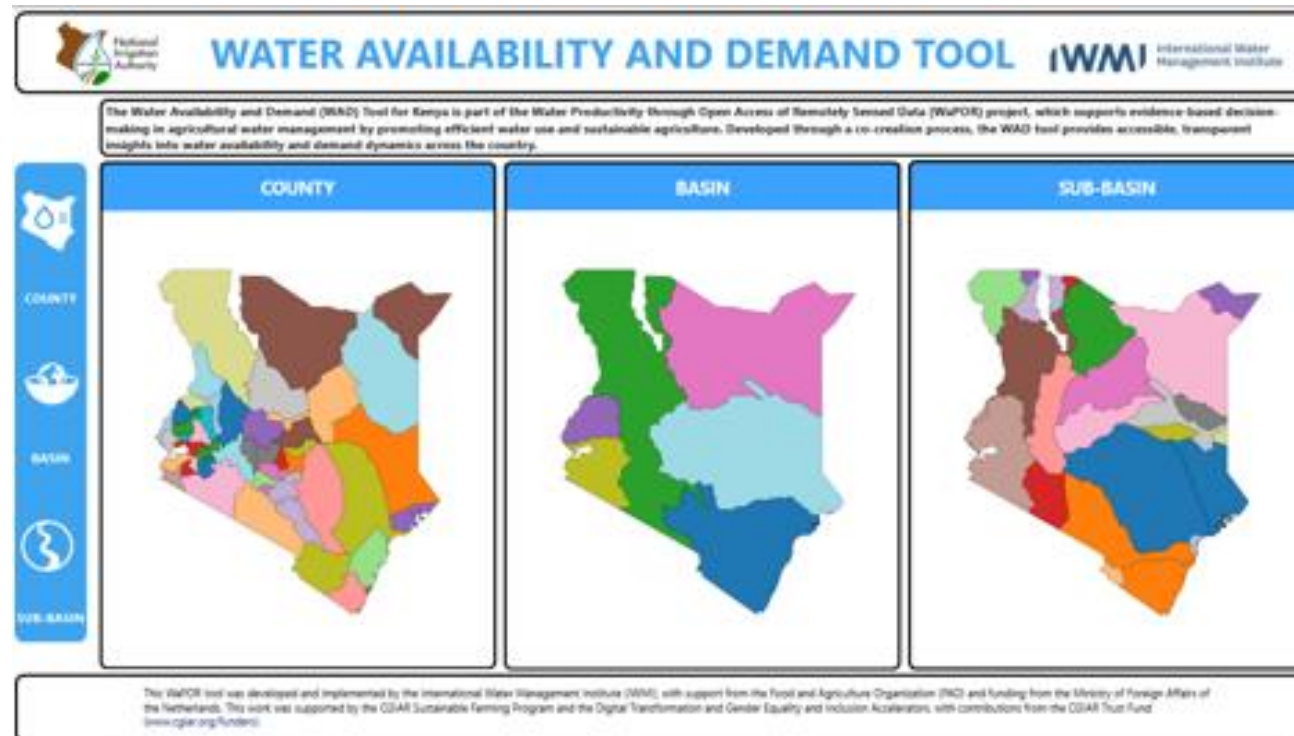 National
Irrigation
Authority
WATER AVAILABILITY AND DEMAND TOOL
IWMI
International Water
Management Institute
The Water Availability and Demand (WAD) Tool for Kenya is part of the Water Productivity through Open Access of Remotely Sensed Data (WaPOR) project, which supports evidence-based decision-
making in agricultural water management by promoting efficient water use and sustainable agriculture. Developed through a co-creation process, the WAD tool provides accessible, transparent
insights into water availability and demand dynamics across the country.
COUNTY
BASIN
SUB-BASIN
COUNTY
BASIN
SUB-BASIN
This WaPOR tool was developed and implemented by the International Water Management Institute (IWMI), with support from the Food and Agriculture Organization (FAO) and funding from the Ministry of Foreign Affairs of
the Netherlands. This work was supported by the CGIAR Sustainable Farming Program and the Digital Transformation and Gender Equality and Inclusion Accelerators, with contributions from the CGIAR Trust Fund
(www.cgiar.org/funders).